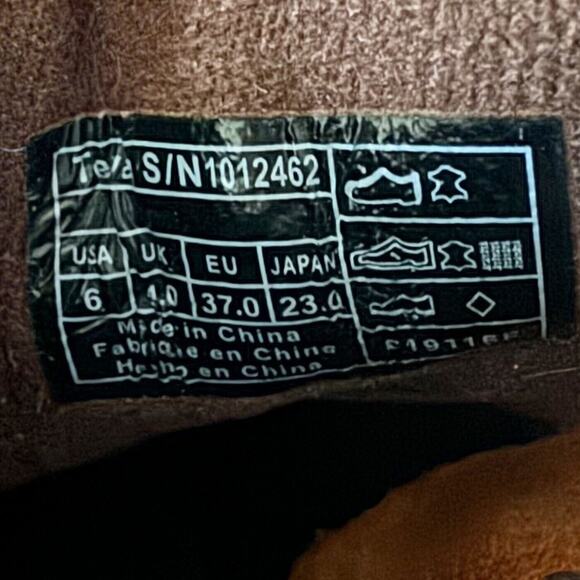 S/N1012462
USA UK EU JAPAN
6 4.0 37.0 23.0
Made in China
Fabriqué en China
Hecho en China